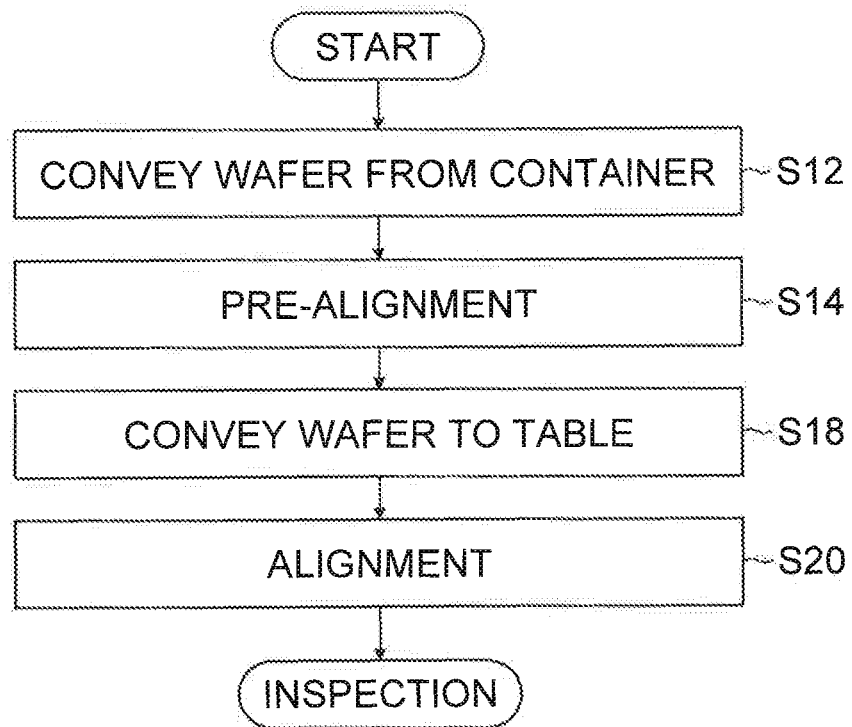 START
CONVEY WAFER FROM CONTAINER
S12
PRE-ALIGNMENT
S14
CONVEY WAFER TO TABLE
S18
ALIGNMENT
S20
INSPECTION